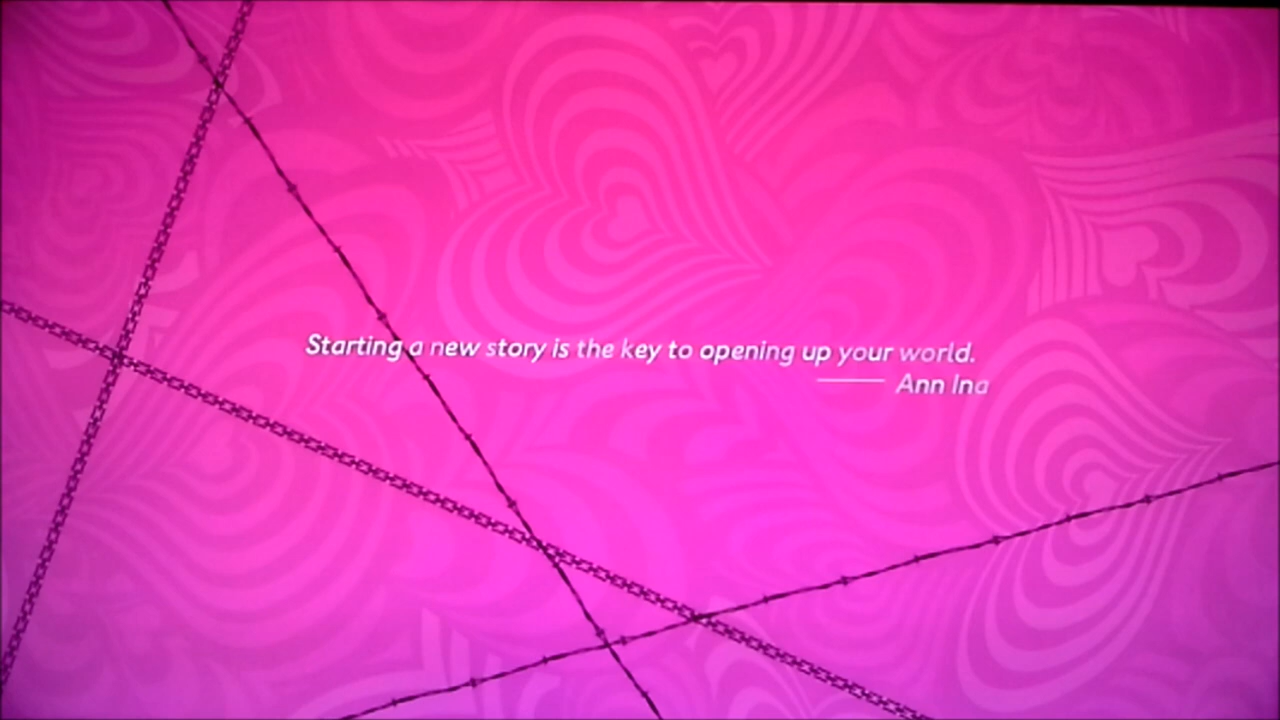 Starting a new story is the key to opening up your world.
—— Ann Ina